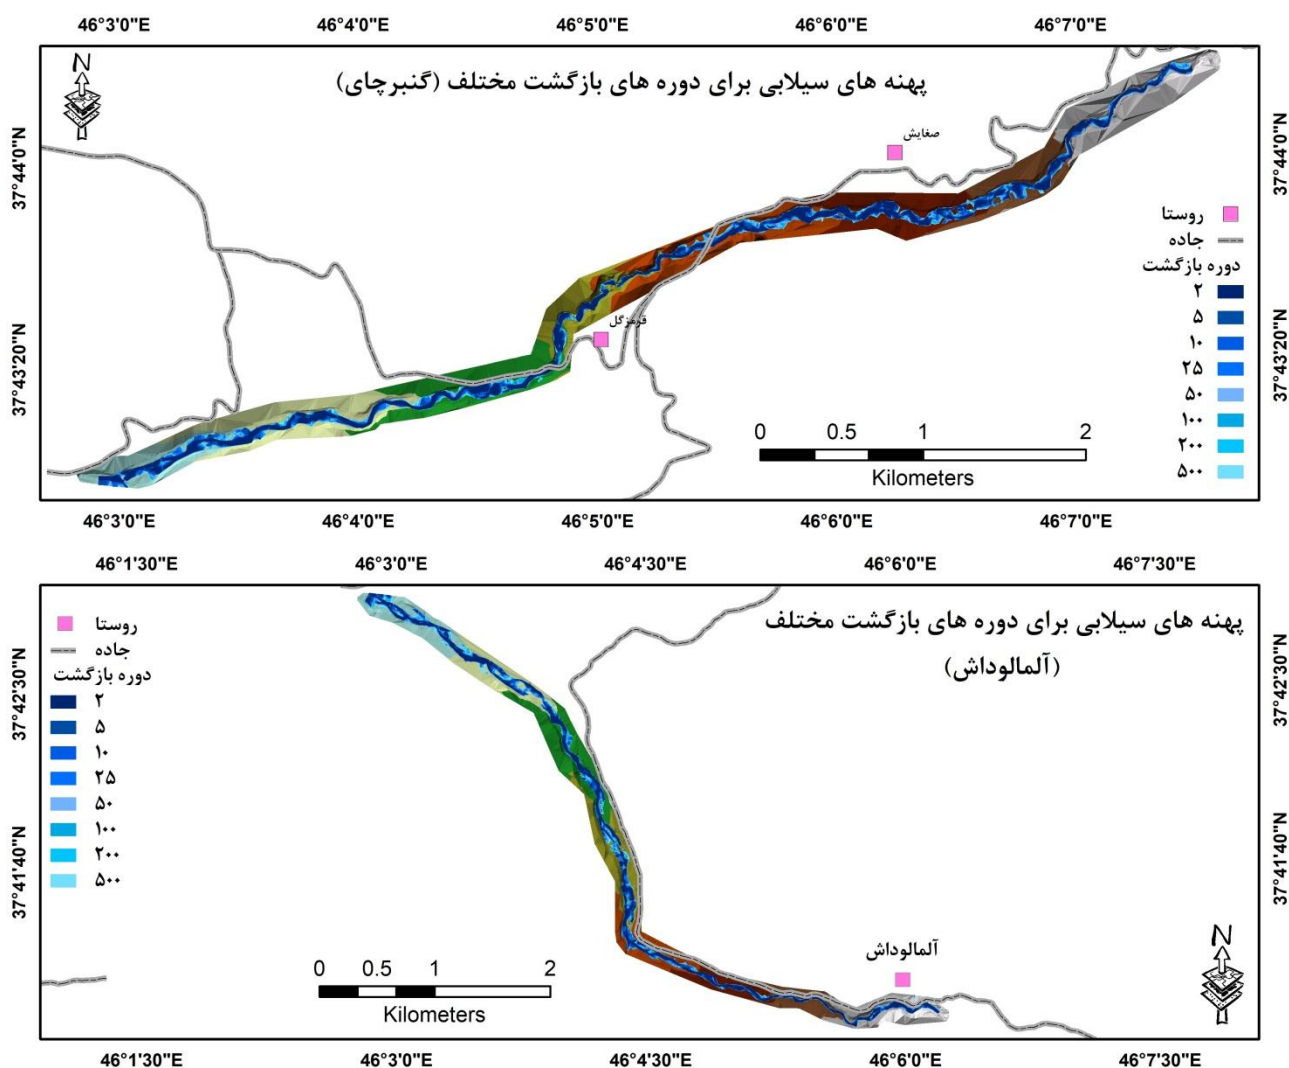 46°3'0"E 46°4'0"E 46°5'0"E 46°6'0"E 46°7'0"E
N
پهنه های سیلابی برای دوره های بازگشت مختلف (گنبرچای)
صغایش
37°44'0"N
37°44'0"N
روستا
جاده
دوره بازگشت
۲
۵
۱۰
۲۵
۵۰
۱۰۰
۲۰۰
۵۰۰
قرمزگل
37°43'20"N
37°43'20"N
0 0.5 1 2
Kilometers
46°3'0"E 46°4'0"E 46°5'0"E 46°6'0"E 46°7'0"E
46°1'30"E 46°3'0"E 46°4'30"E 46°6'0"E 46°7'30"E
پهنه های سیلابی برای دوره های بازگشت مختلف
(آلمالوداش)
روستا
جاده
دوره بازگشت
۲
۵
۱۰
۲۵
۵۰
۱۰۰
۲۰۰
۵۰۰
37°42'30"N
37°42'30"N
37°41'40"N
37°41'40"N
آلمالوداش
N
0 0.5 1 2
Kilometers
46°1'30"E 46°3'0"E 46°4'30"E 46°6'0"E 46°7'30"E